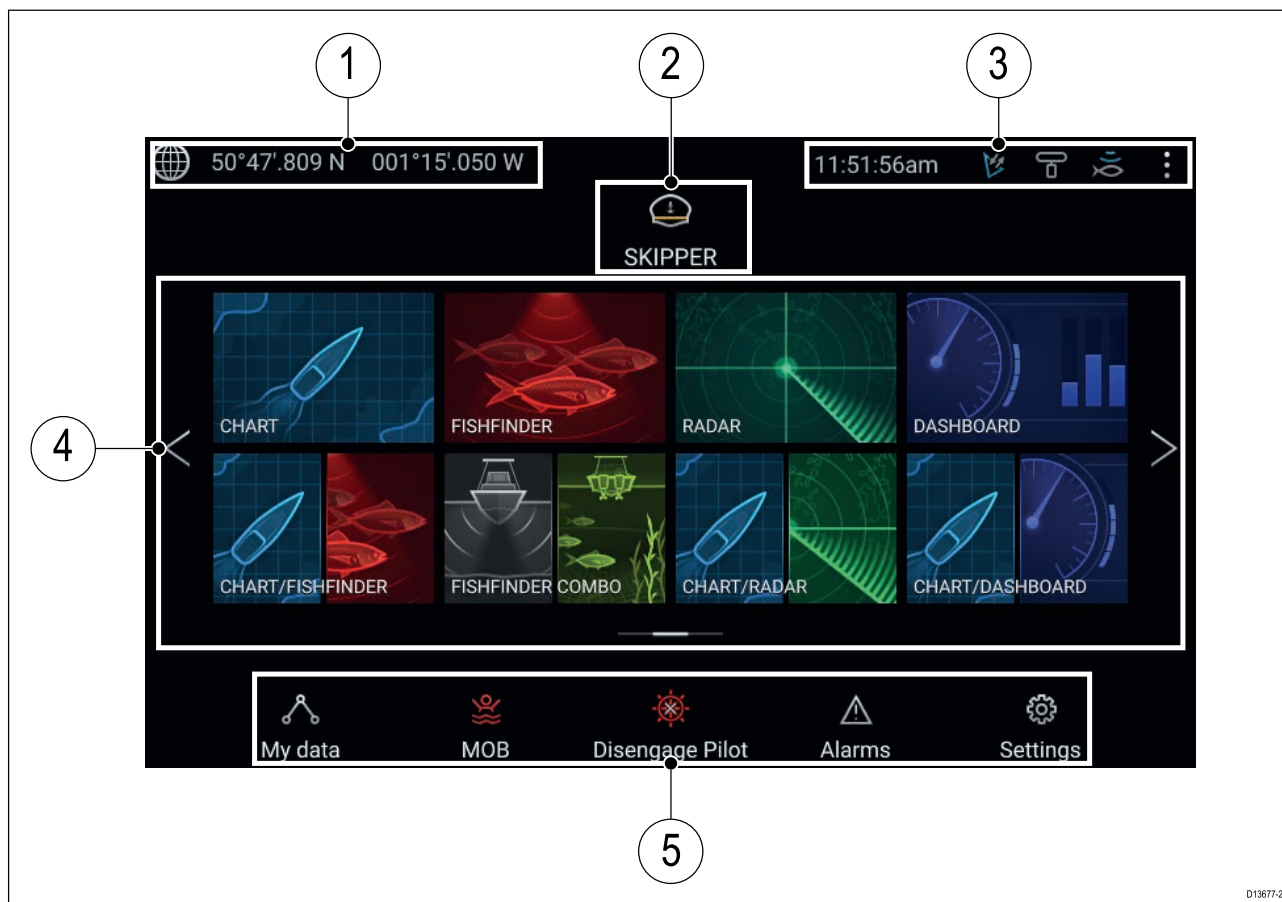 1
2
3
50°47'.809 N 001°15'.050 W
11:51:56am
SKIPPER
4
CHART
FISHFINDER
RADAR
DASHBOARD
CHART/FISHFINDER
FISHFINDER COMBO
CHART/RADAR
CHART/DASHBOARD
My data
MOB
Disengage Pilot
Alarms
Settings
5
D13677-2